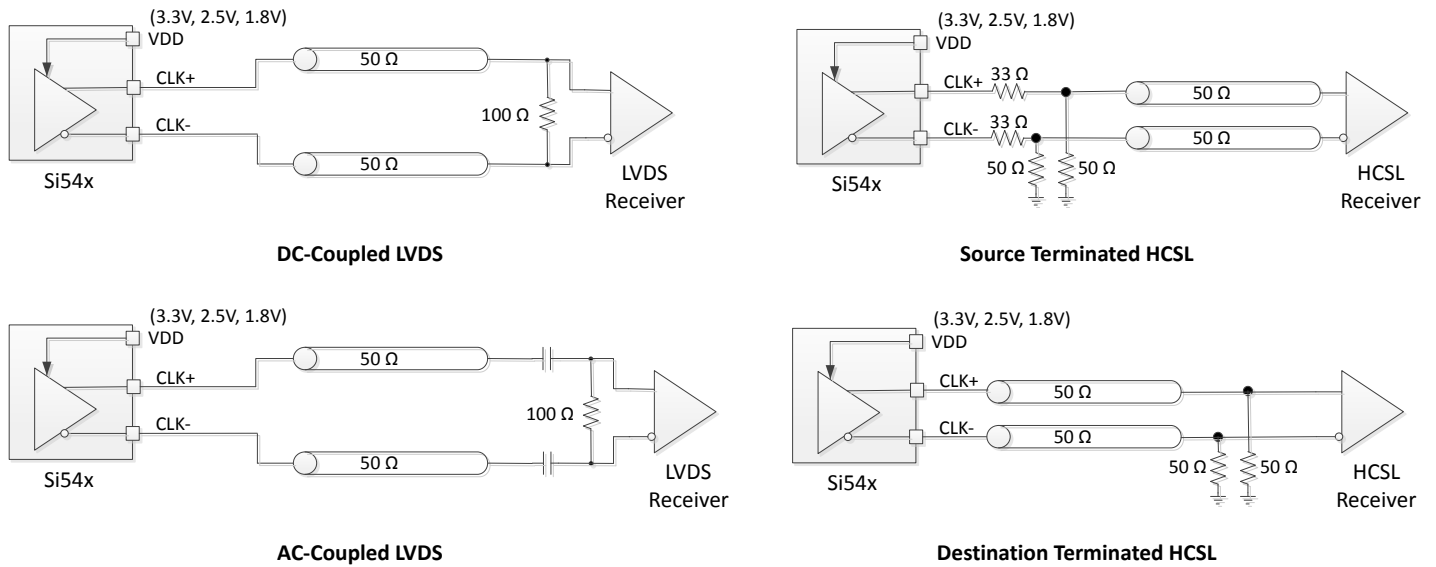 (3.3V, 2.5V, 1.8V)
VDD
CLK+
50 Ω
100 Ω
CLK-
50 Ω
Si54x
LVDS
Receiver
DC-Coupled LVDS
(3.3V, 2.5V, 1.8V)
VDD
CLK+
33 Ω
50 Ω
CLK-
33 Ω
50 Ω
50 Ω
50 Ω
Si54x
HCSL
Receiver
Source Terminated HCSL
(3.3V, 2.5V, 1.8V)
VDD
CLK+
50 Ω
100 Ω
CLK-
50 Ω
Si54x
LVDS
Receiver
AC-Coupled LVDS
(3.3V, 2.5V, 1.8V)
VDD
CLK+
50 Ω
CLK-
50 Ω
50 Ω
50 Ω
Si54x
HCSL
Receiver
Destination Terminated HCSL